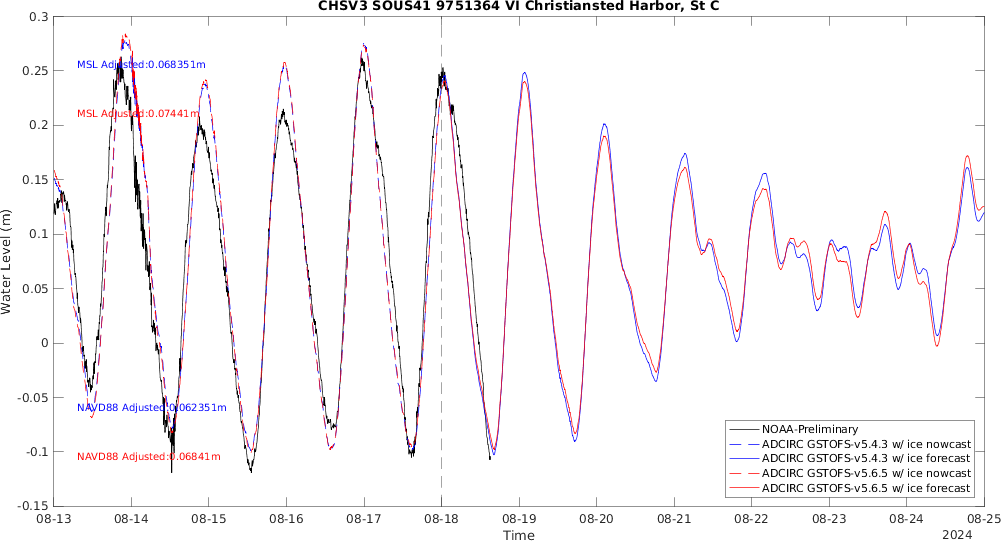 CHSV3 SOUS41 9751364 VI Christiansted Harbor, St C
0.3
0.25
0.2
0.15
0.1
0.05
0
-0.05
-0.1
-0.15
Water Level (m)
MSL Adjusted:0.068351m
MSL Adjusted:0.07441m
NAVD88 Adjusted:0.062351m
NAVD88 Adjusted:0.06841m
NOAA-Preliminary
ADCIRC GSTOFS-v5.4.3 w/ ice nowcast
ADCIRC GSTOFS-v5.4.3 w/ ice forecast
ADCIRC GSTOFS-v5.6.5 w/ ice nowcast
ADCIRC GSTOFS-v5.6.5 w/ ice forecast
08-13 08-14 08-15 08-16 08-17 08-18 08-19 08-20 08-21 08-22 08-23 08-24 08-25
Time
2024